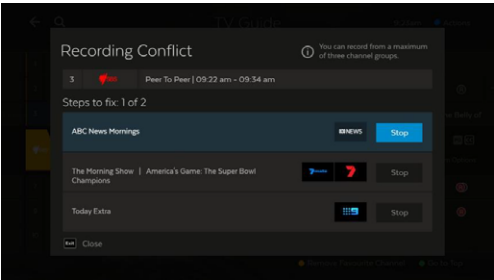 TV Guide
Recording Conflict
You can record from a maximum
of three channel groups.
3 SBS Peer To Peer | 09:22 am - 09:34 am
Steps to fix: 1 of 2
ABC News Mornings NEWS Stop
The Morning Show | America's Game: The Super Bowl
Champions 7 Stop
Today Extra 9 Stop
Exit Close